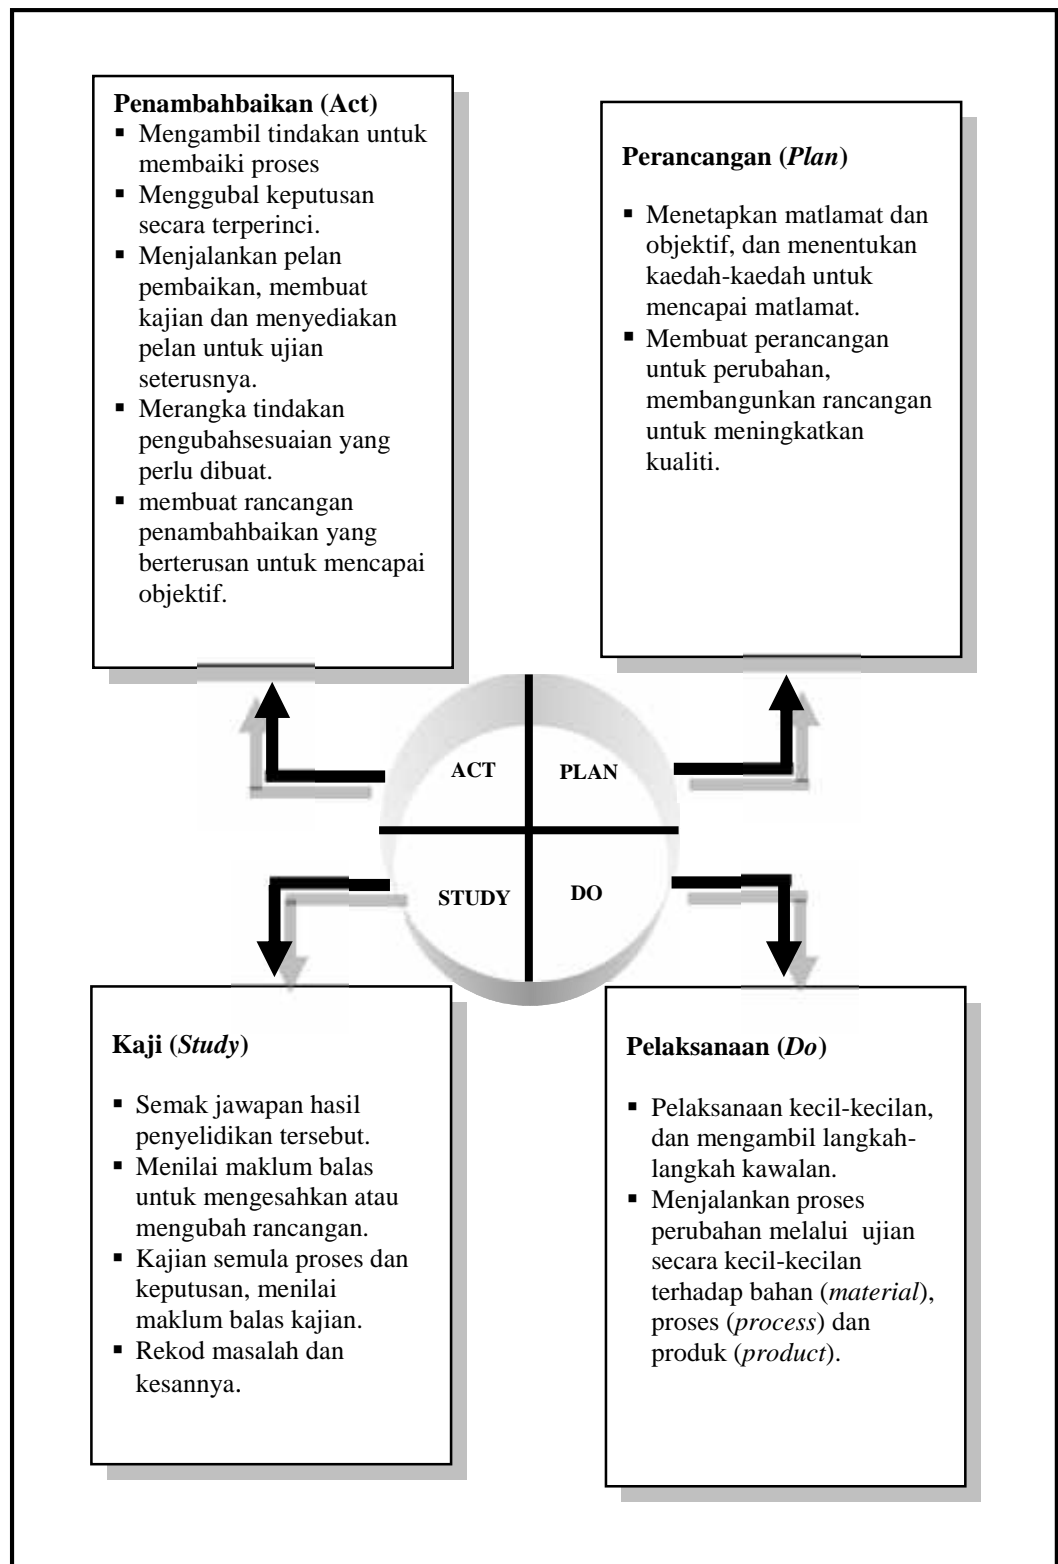 Penambahbaikan (Act)
▪ Mengambil tindakan untuk
membaiki proses
▪ Menggubal keputusan
secara terperinci.
▪ Menjalankan pelan
pembaikan, membuat
kajian dan menyediakan
pelan untuk ujian
seterusnya.
▪ Merangka tindakan
pengubahsesuaian yang
perlu dibuat.
▪ membuat rancangan
penambahbaikan yang
berterusan untuk mencapai
objektif.
Perancangan (Plan)
▪ Menetapkan matlamat dan
objektif, dan menentukan
kaedah-kaedah untuk
mencapai matlamat.
▪ Membuat perancangan
untuk perubahan,
membangunkan rancangan
untuk meningkatkan
kualiti.
ACT
PLAN
STUDY
DO
Kaji (Study)
▪ Semak jawapan hasil
penyelidikan tersebut.
▪ Menilai maklum balas
untuk mengesahkan atau
mengubah rancangan.
▪ Kajian semula proses dan
keputusan, menilai
maklum balas kajian.
▪ Rekod masalah dan
kesannya.
Pelaksanaan (Do)
▪ Pelaksanaan kecil-kecilan,
dan mengambil langkah-
langkah kawalan.
▪ Menjalankan proses
perubahan melalui ujian
secara kecil-kecilan
terhadap bahan (material),
proses (process) dan
produk (product).